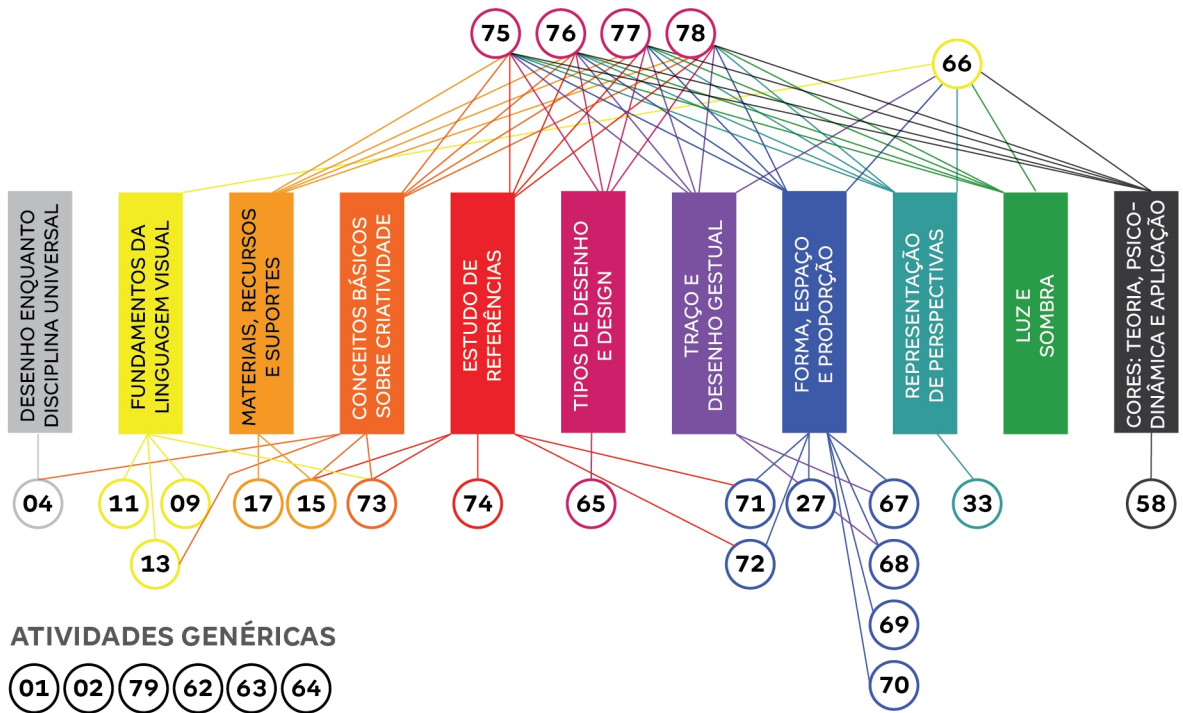 75 76 77 78
66
DESENHO ENQUANTO
DISCIPLINA UNIVERSAL
FUNDAMENTOS DA
LINGUAGEM VISUAL
MATERIAIS, RECURSOS
E SUPORTES
CONCEITOS BÁSICOS
SOBRE CRIATIVIDADE
ESTUDO DE
REFERÊNCIAS
TIPOS DE DESENHO
E DESIGN
TRAÇO E
DESENHO GESTUAL
FORMA, ESPAÇO
E PROPORÇÃO
REPRESENTAÇÃO
DE PERSPECTIVAS
LUZ E
SOMBRA
CORES: TEORIA, PSICO-
DINÂMICA E APLICAÇÃO
04 11 09 17 15 73 74 65 71 27 67 33 58
13 72 68
69
70
ATIVIDADES GENÉRICAS
01 02 79 62 63 64